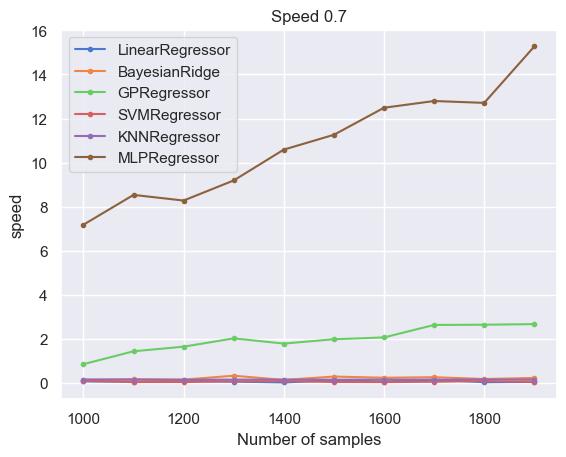 Speed 0.7
16
14
12
10
8
6
4
2
0
speed
LinearRegressor
BayesianRidge
GPRegressor
SVMRegressor
KNNRegressor
MLPRegressor
1000 1200 1400 1600 1800
Number of samples